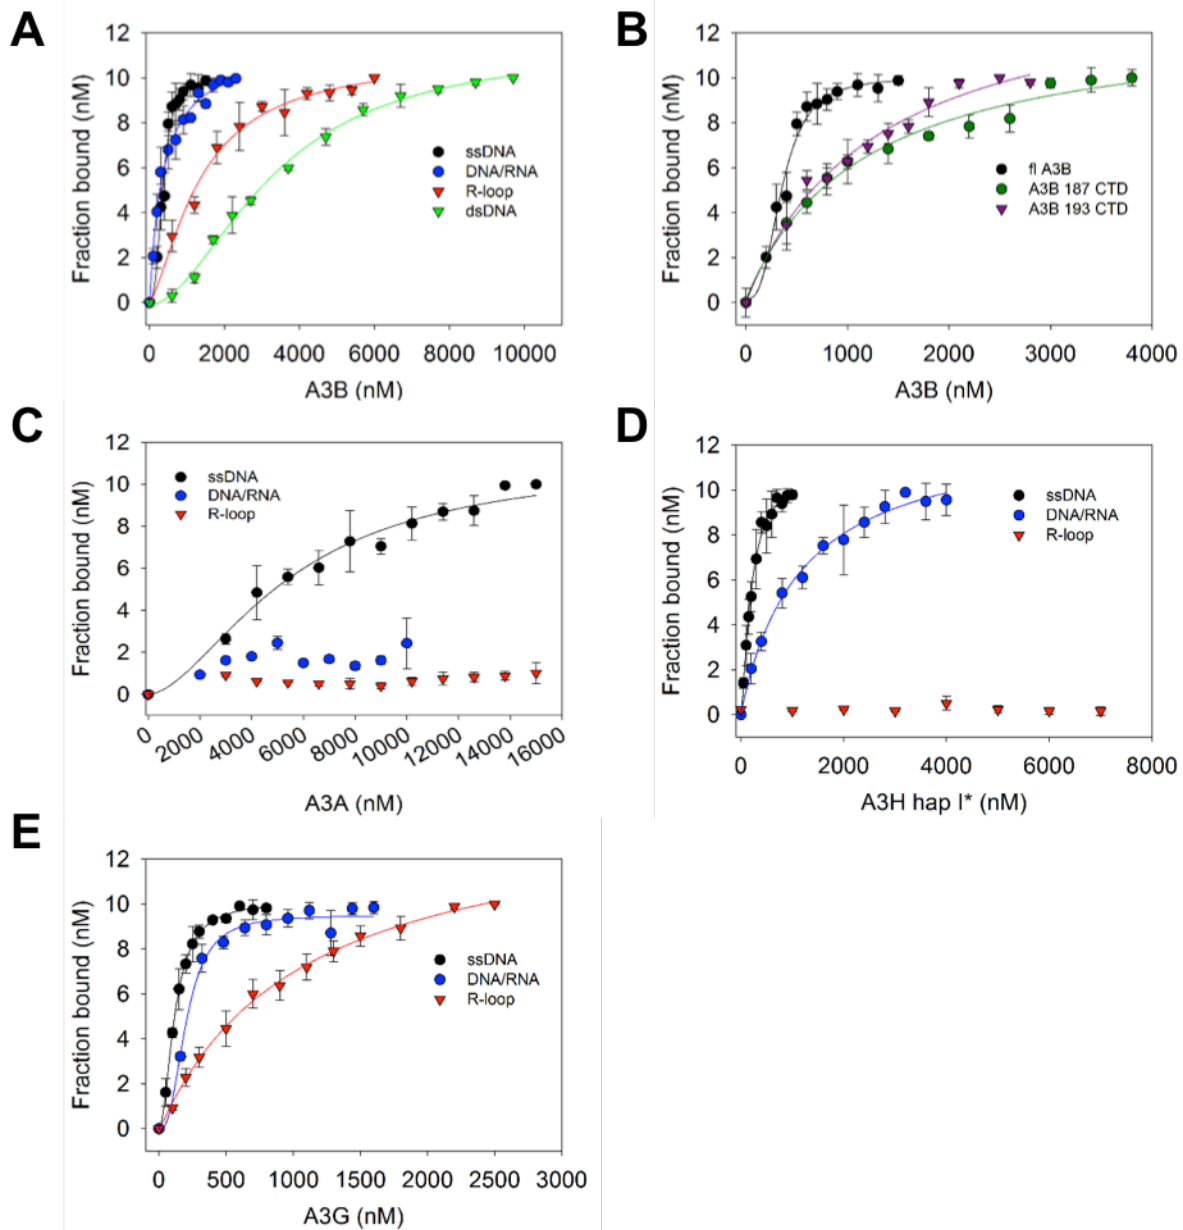 A
12
10
8
6
4
2
0
Fraction bound (nM)
ssDNA
DNA/RNA
R-loop
dsDNA
0 2000 4000 6000 8000 10000
A3B (nM)
B
12
10
8
6
4
2
0
Fraction bound (nM)
fl A3B
A3B 187 CTD
A3B 193 CTD
0 1000 2000 3000 4000
A3B (nM)
C
12
10
8
6
4
2
0
Fraction bound (nM)
ssDNA
DNA/RNA
R-loop
0 2000 4000 6000 8000 10000 12000 14000 16000
A3A (nM)
D
12
10
8
6
4
2
0
Fraction bound (nM)
ssDNA
DNA/RNA
R-loop
0 2000 4000 6000 8000
A3H hap I* (nM)
E
12
10
8
6
4
2
0
Fraction bound (nM)
ssDNA
DNA/RNA
R-loop
0 500 1000 1500 2000 2500 3000
A3G (nM)